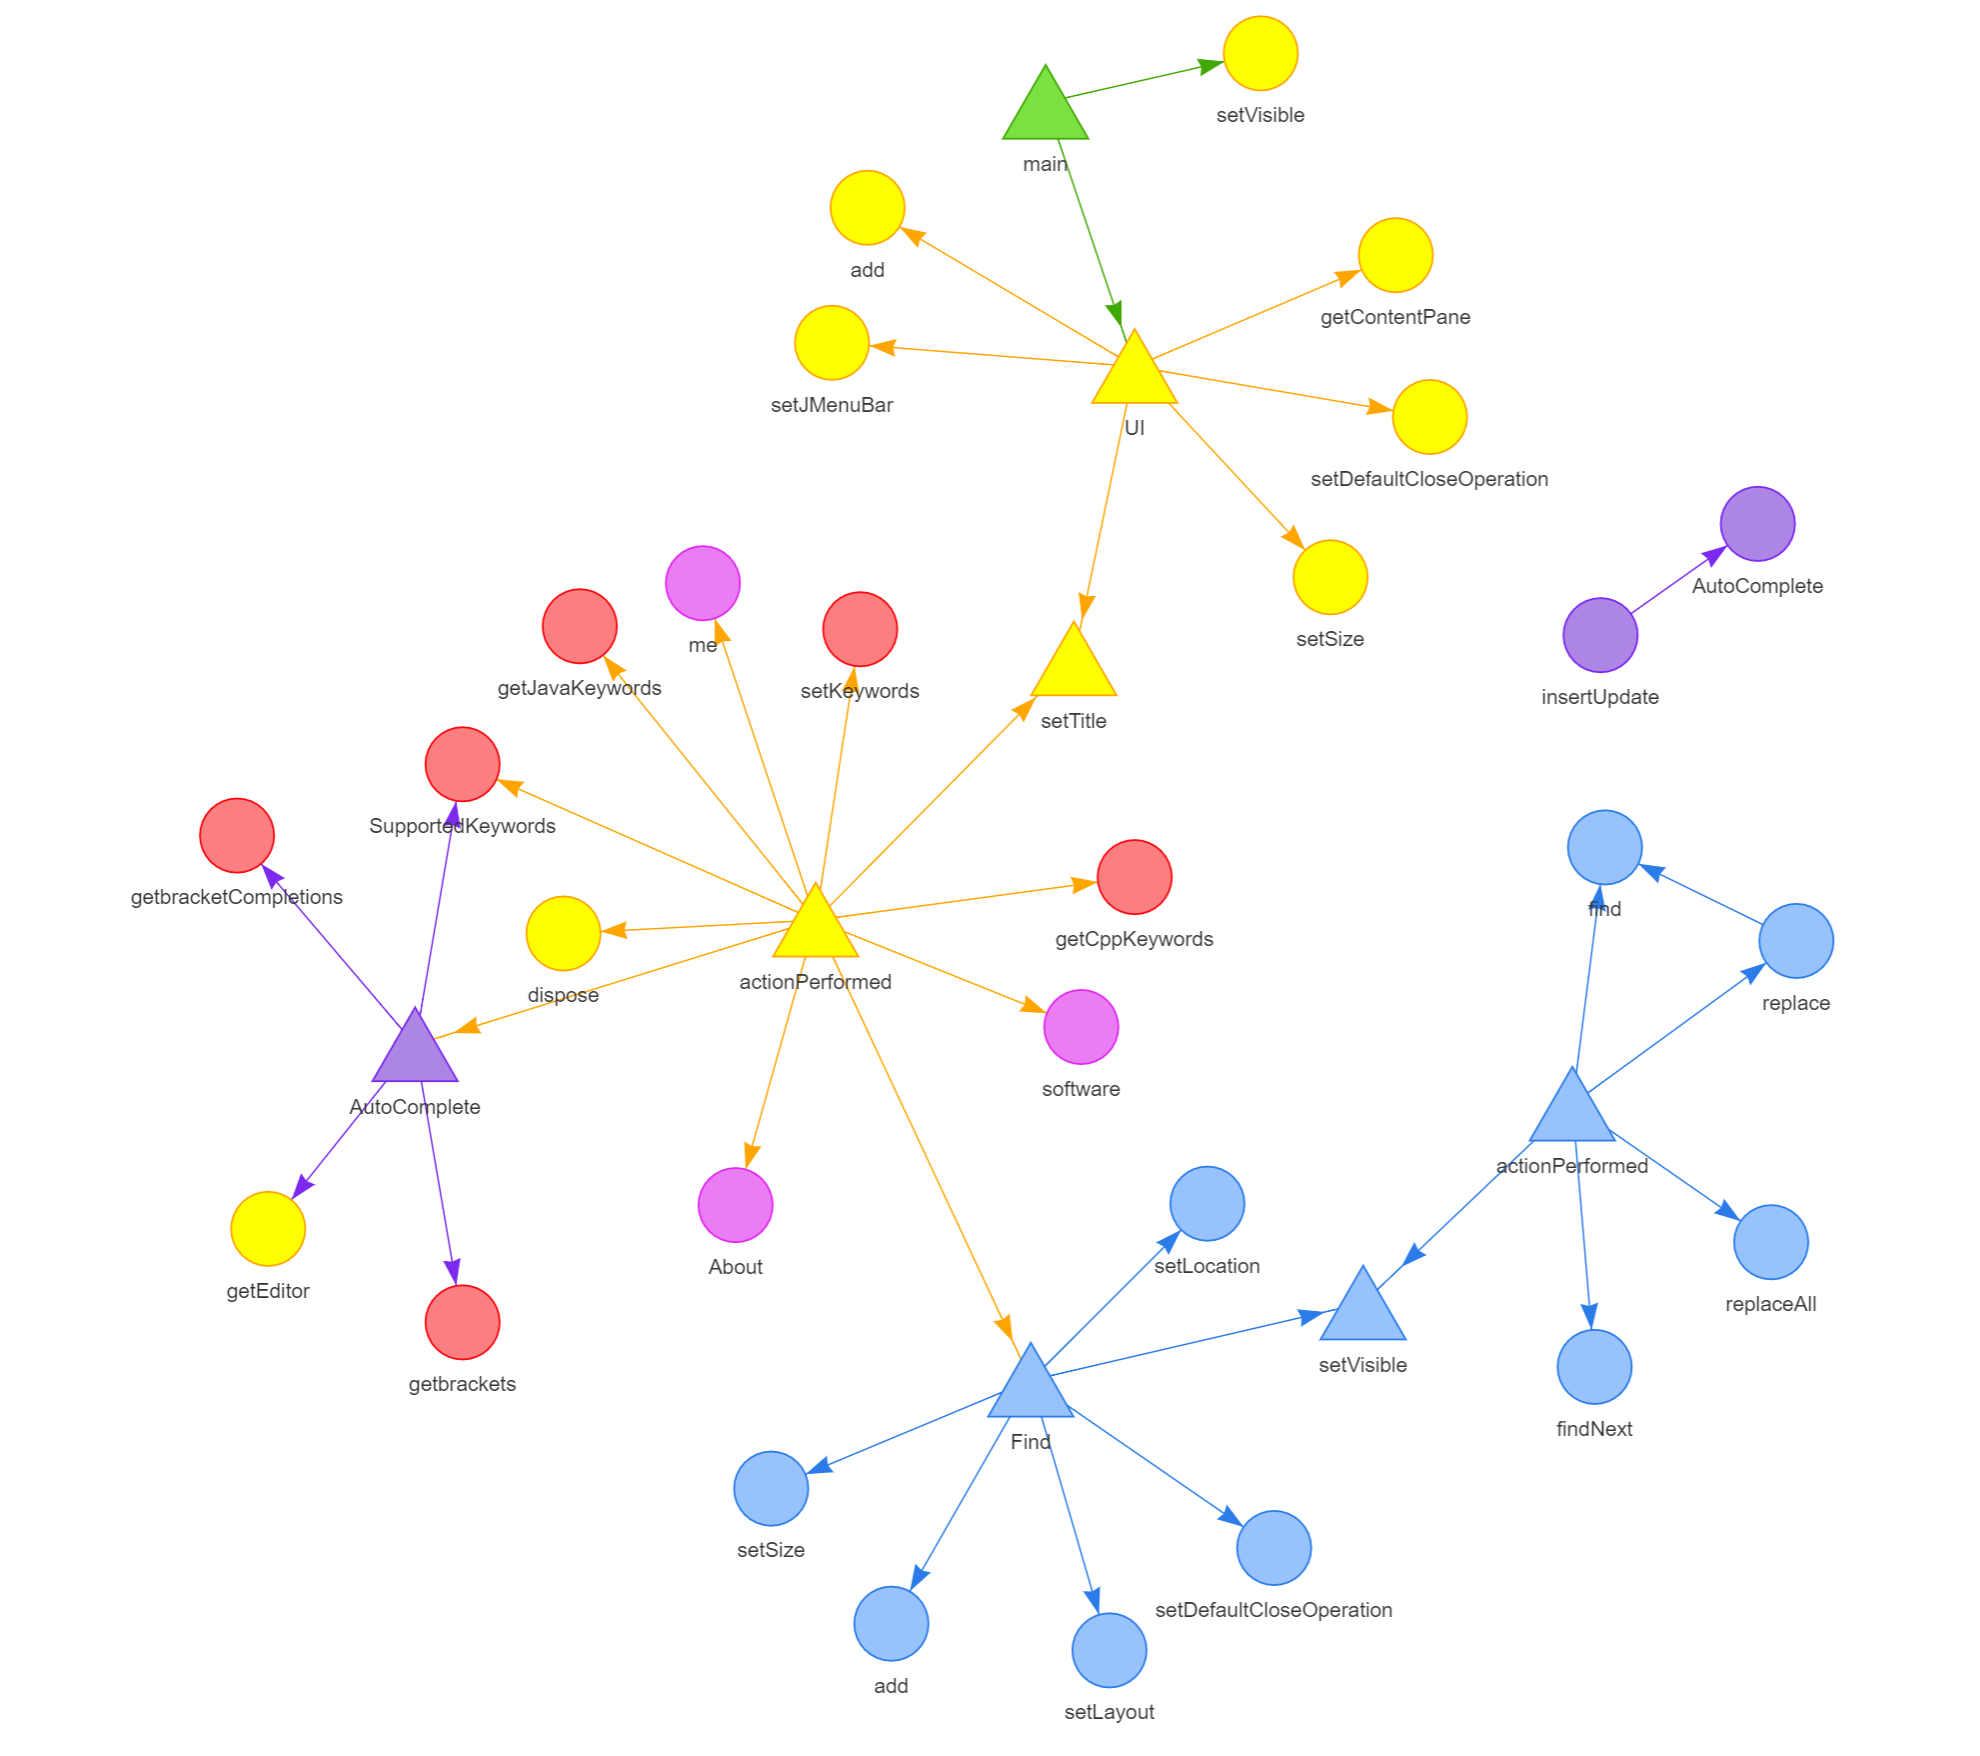 setVisible
main
add
getContentPane
setJMenuBar
UI
setDefaultCloseOperation
AutoComplete
setSize
me
getJavaKeywords
setKeywords
insertUpdate
setTitle
SupportedKeywords
getbracketCompletions
find
getCppKeywords
actionPerformed
dispose
replace
software
AutoComplete
actionPerformed
About
setLocation
getEditor
replaceAll
setVisible
getbrackets
findNext
Find
setSize
setDefaultCloseOperation
add
setLayout